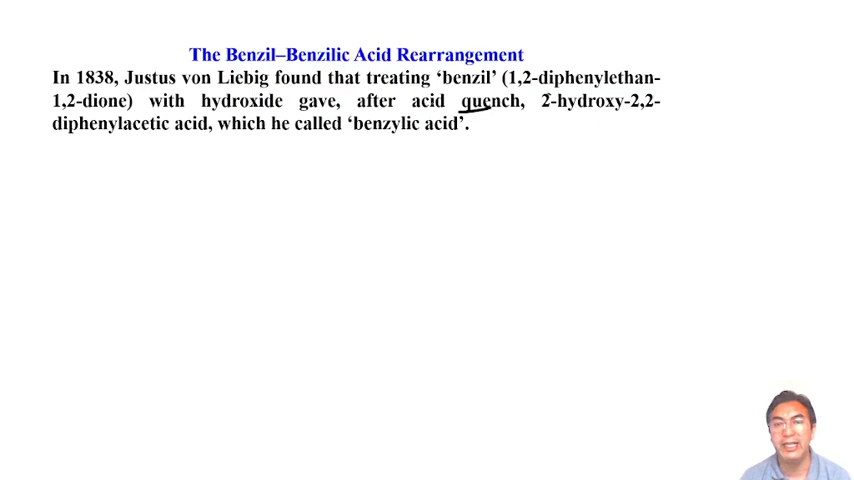 The Benzil–Benzilic Acid Rearrangement
In 1838, Justus von Liebig found that treating ‘benzil’ (1,2-diphenylethan-
1,2-dione) with hydroxide gave, after acid quench, 2-hydroxy-2,2-
diphenylacetic acid, which he called ‘benzylic acid’.